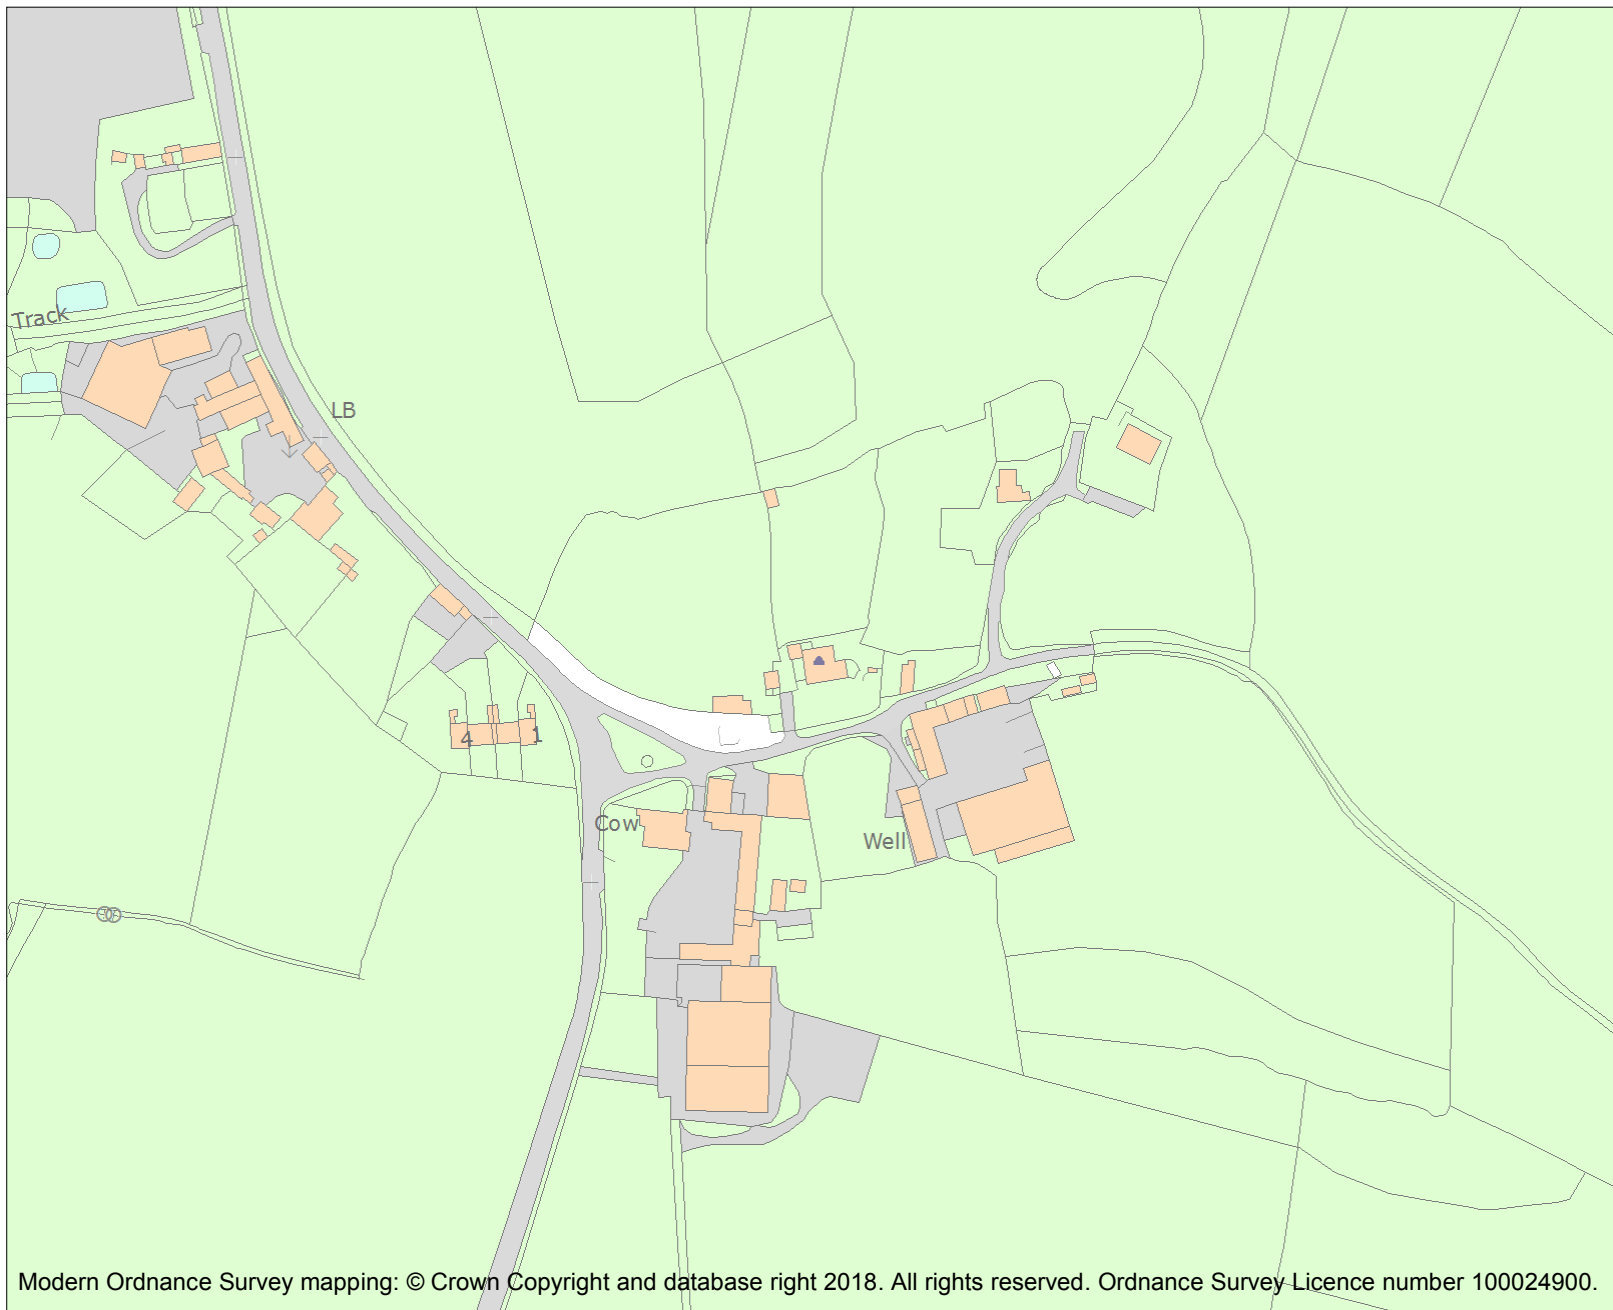 Track
LB
4 1
Cow
Well
Modern Ordnance Survey mapping: © Crown Copyright and database right 2018. All rights reserved. Ordnance Survey Licence number 100024900.